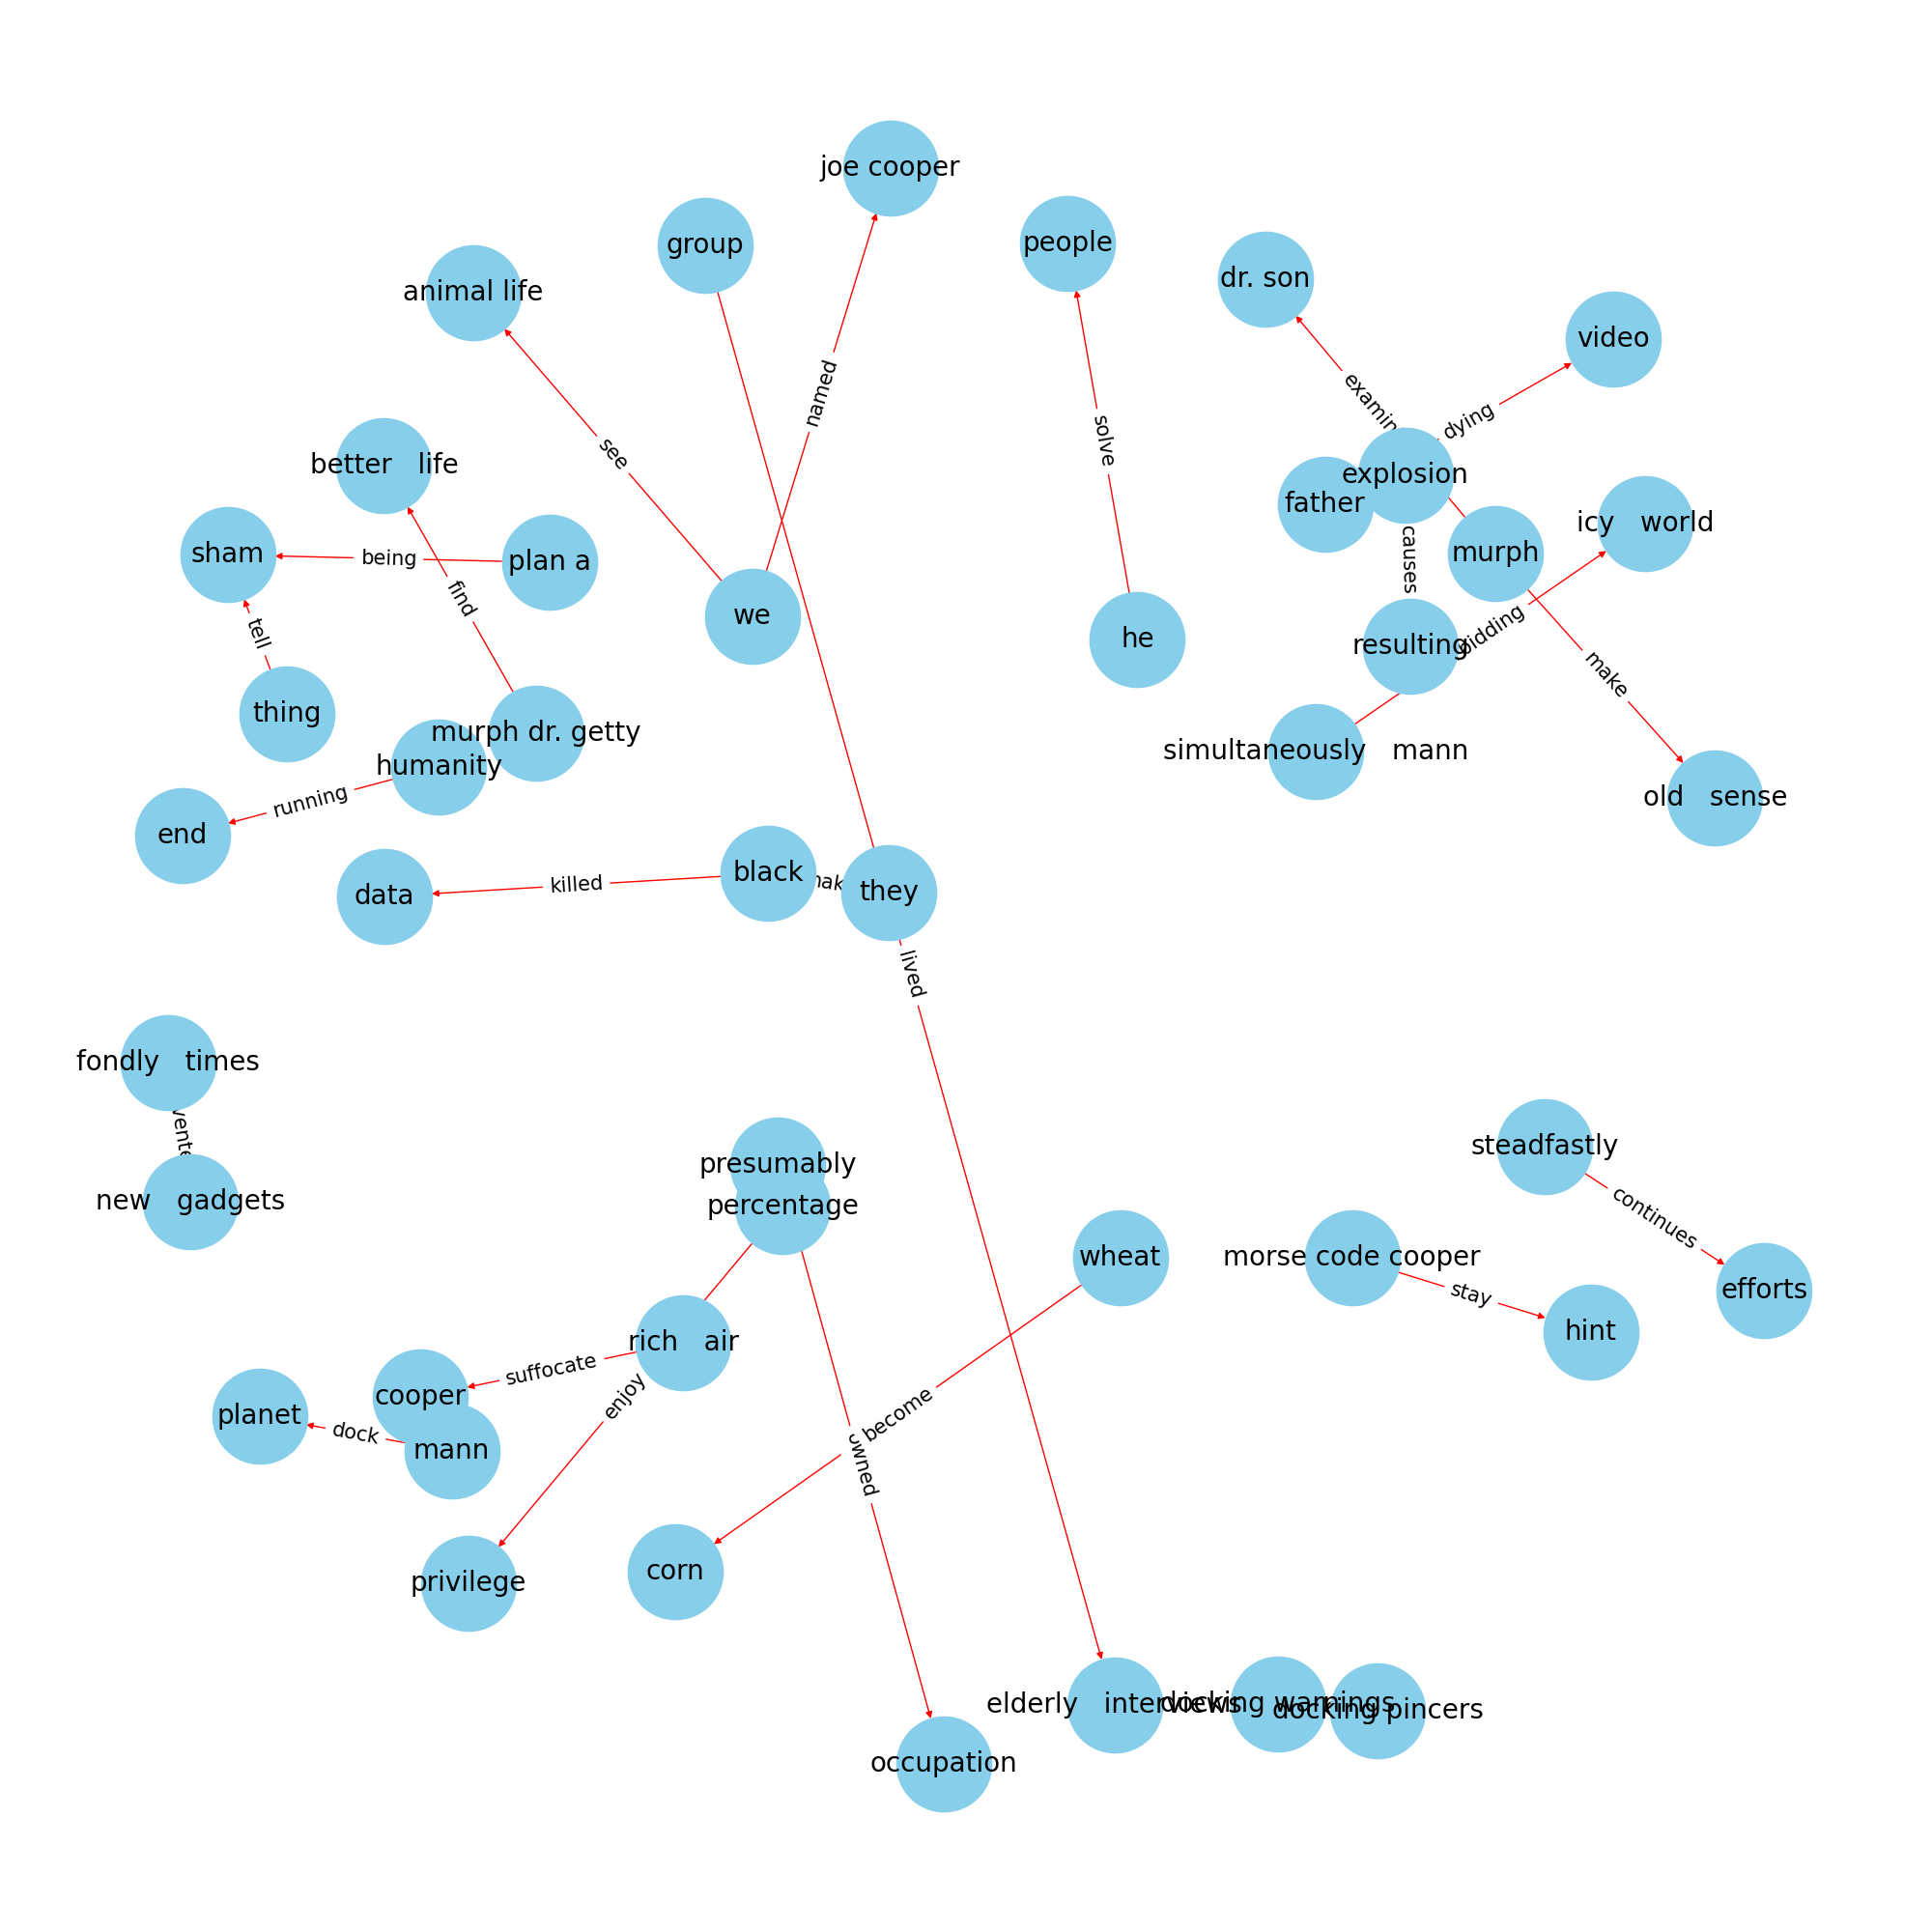 joe cooper
group
people
dr. son
animal life
video
named
examin
dying
see
solve
better   life
explosion
father
icy   world
sham
being
plan a
causes
murph
find
tell
we
he
resulting
bidding
make
thing
murph dr. getty
simultaneously   mann
humanity
old   sense
running
end
black
killed
data
they
lived
fondly   times
new   gadgets
presumably
steadfastly
percentage
continues
wheat
morse code cooper
stay
efforts
hint
rich   air
suffocate
enjoy
cooper
planet
dock
mann
become
owned
corn
privilege
elderly   interviews
docking warnings
docking pincers
occupation